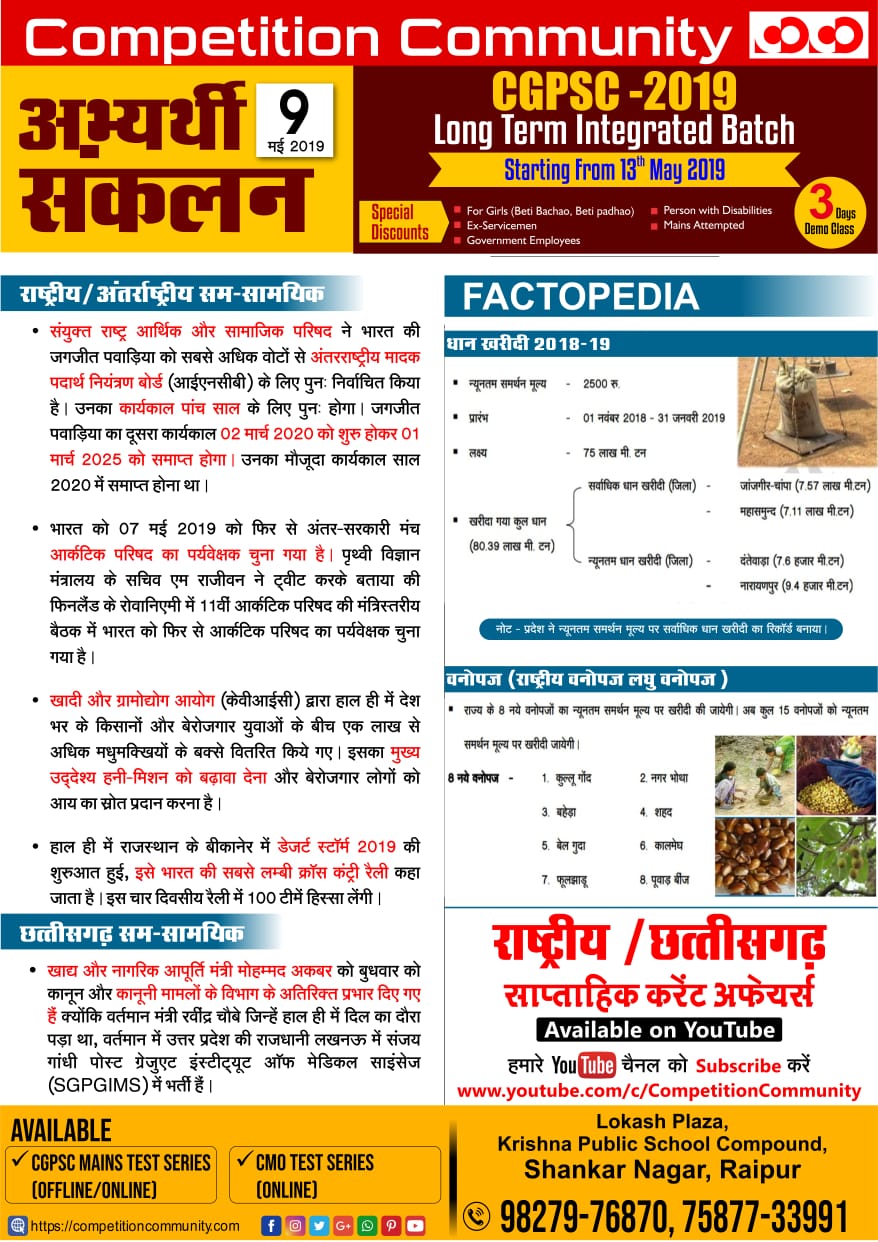 Competition Community
अभ्यर्थी
संकलन
9
मई 2019
CGPSC -2019
Long Term Integrated Batch
Starting From 13th May 2019
Special
Discounts
For Girls (Beti Bachao, Beti padhao)
Ex-Servicemen
Government Employees
Person with Disabilities
Mains Attempted
3 Days
Demo Class
राष्ट्रीय/अंतर्राष्ट्रीय सम-सामयिक
• संयुक्त राष्ट्र आर्थिक और सामाजिक परिषद ने भारत की
जगजीत पवाड़िया को सबसे अधिक वोटों से अंतरराष्ट्रीय मादक
पदार्थ नियंत्रण बोर्ड (आईएनसीबी) के लिए पुनः निर्वाचित किया
है। उनका कार्यकाल पांच साल के लिए पुनः होगा। जगजीत
पवाड़िया का दूसरा कार्यकाल 02 मार्च 2020 को शुरु होकर 01
मार्च 2025 को समाप्त होगा। उनका मौजूदा कार्यकाल साल
2020 में समाप्त होना था।
• भारत को 07 मई 2019 को फिर से अंतर-सरकारी मंच
आर्कटिक परिषद का पर्यवेक्षक चुना गया है। पृथ्वी विज्ञान
मंत्रालय के सचिव एम राजीवन ने ट्वीट करके बताया की
फिनलैंड के रोवानिएमी में 11वीं आर्कटिक परिषद की मंत्रिस्तरीय
बैठक में भारत को फिर से आर्कटिक परिषद का पर्यवेक्षक चुना
गया है।
• खादी और ग्रामोद्योग आयोग (केवीआईसी) द्वारा हाल ही में देश
भर के किसानों और बेरोजगार युवाओं के बीच एक लाख से
अधिक मधुमक्खियों के बक्से वितरित किये गए। इसका मुख्य
उद्देश्य हनी-मिशन को बढ़ावा देना और बेरोजगार लोगों को
आय का स्रोत प्रदान करना है।
• हाल ही में राजस्थान के बीकानेर में डेजर्ट स्टॉर्म 2019 की
शुरुआत हुई, इसे भारत की सबसे लम्बी क्रॉस कंट्री रैली कहा
जाता है। इस चार दिवसीय रैली में 100 टीमें हिस्सा लेंगी।
छत्तीसगढ़ सम-सामयिक
• खाद्य और नागरिक आपूर्ति मंत्री मोहम्मद अकबर को बुधवार को
कानून और कानूनी मामलों के विभाग के अतिरिक्त प्रभार दिए गए
हैं क्योंकि वर्तमान मंत्री रवींद्र चौबे जिन्हें हाल ही में दिल का दौरा
पड़ा था, वर्तमान में उत्तर प्रदेश की राजधानी लखनऊ में संजय
गांधी पोस्ट ग्रेजुएट इंस्टीट्यूट ऑफ मेडिकल साइंसेज
(SGPGIMS) में भर्ती हैं।
FACTOPEDIA
धान खरीदी 2018-19
न्यूनतम समर्थन मूल्य - 2500 रु.
प्रारंभ - 01 नवंबर 2018 - 31 जनवरी 2019
लक्ष्य - 75 लाख मी. टन
खरीदा गया कुल धान
(80.39 लाख मी. टन)
सर्वाधिक धान खरीदी (जिला) - जांजगीर-चांपा (7.57 लाख मी.टन)
- महासमुन्द (7.11 लाख मी.टन)
न्यूनतम धान खरीदी (जिला) - दंतेवाड़ा (7.6 हजार मी.टन)
- नारायणपुर (9.4 हजार मी.टन)
नोट - प्रदेश ने न्यूनतम समर्थन मूल्य पर सर्वाधिक धान खरीदी का रिकॉर्ड बनाया।
वनोपज (राष्ट्रीय वनोपज लघु वनोपज )
राज्य के 8 नये वनोपजों का न्यूनतम समर्थन मूल्य पर खरीदी की जायेगी। अब कुल 15 वनोपजों को न्यूनतम
समर्थन मूल्य पर खरीदी जायेगी।
8 नये वनोपज - 1. कुल्लू गोंद 2. नगर भोथा
3. बहेड़ा 4. शहद
5. बेल गुदा 6. कालमेघ
7. फूलझाडू 8. पूवाड़ बीज
राष्ट्रीय /छत्तीसगढ़
साप्ताहिक करेंट अफेयर्स
Available on YouTube
हमारे YouTube चैनल को Subscribe करें
www.youtube.com/c/CompetitionCommunity
AVAILABLE
CGPSC MAINS TEST SERIES
(OFFLINE/ONLINE)
CMO TEST SERIES
(ONLINE)
https://competitioncommunity.com
Lokash Plaza,
Krishna Public School Compound,
Shankar Nagar, Raipur
98279-76870, 75877-33991